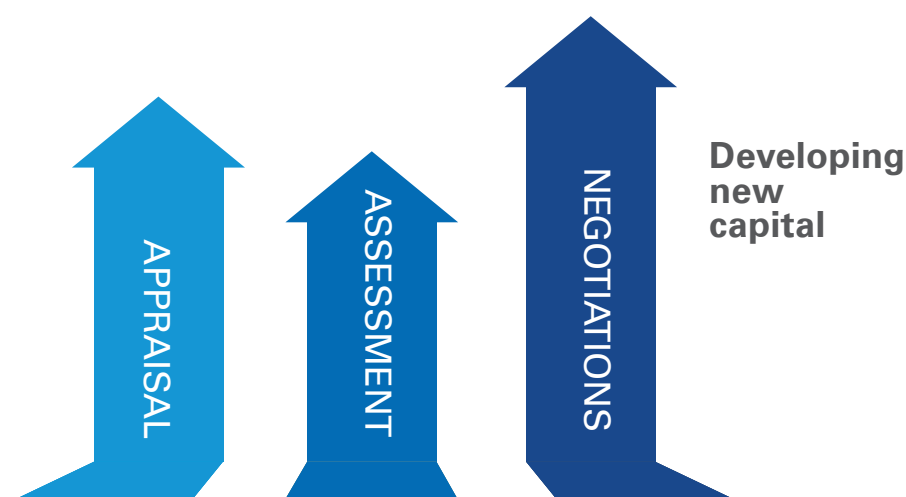 APPRAISAL
ASSESSMENT
NEGOTIATIONS
Developing
new
capital